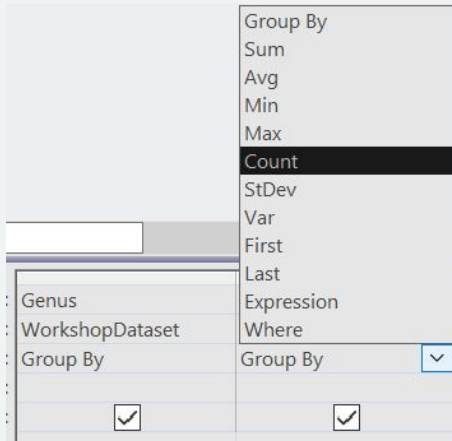 Group By
Sum
Avg
Min
Max
Count
StDev
Var
First
Last
Expression
Where
Genus
WorkshopDataset
Group By Group By